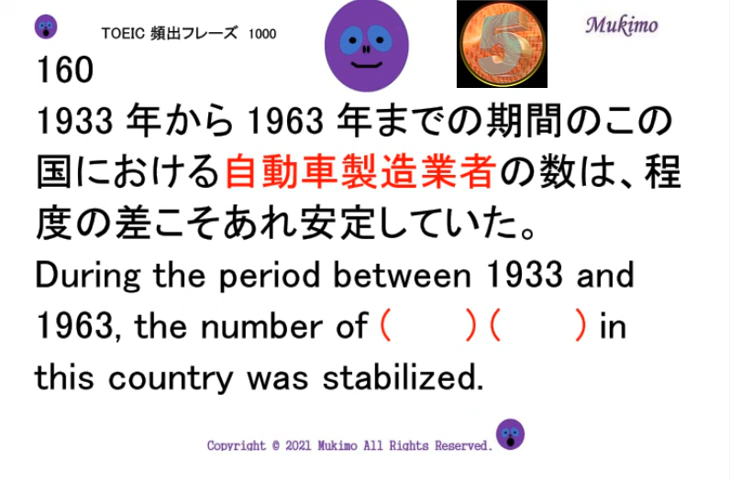 TOEIC 頻出フレーズ 1000
5
Mukimo
160
1933 年から 1963 年までの期間のこの
国における自動車製造業者の数は、程
度の差こそあれ安定していた。
During the period between 1933 and
1963, the number of (　　) (　　) in
this country was stabilized.
Copyright © 2021 Mukimo All Rights Reserved.